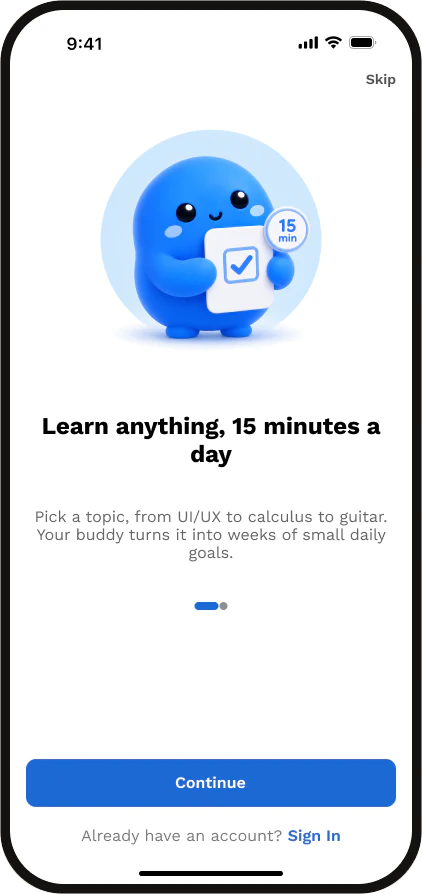 9:41
Skip
15
min
Learn anything, 15 minutes a
day
Pick a topic, from UI/UX to calculus to guitar.
Your buddy turns it into weeks of small daily
goals.
Continue
Already have an account? Sign In